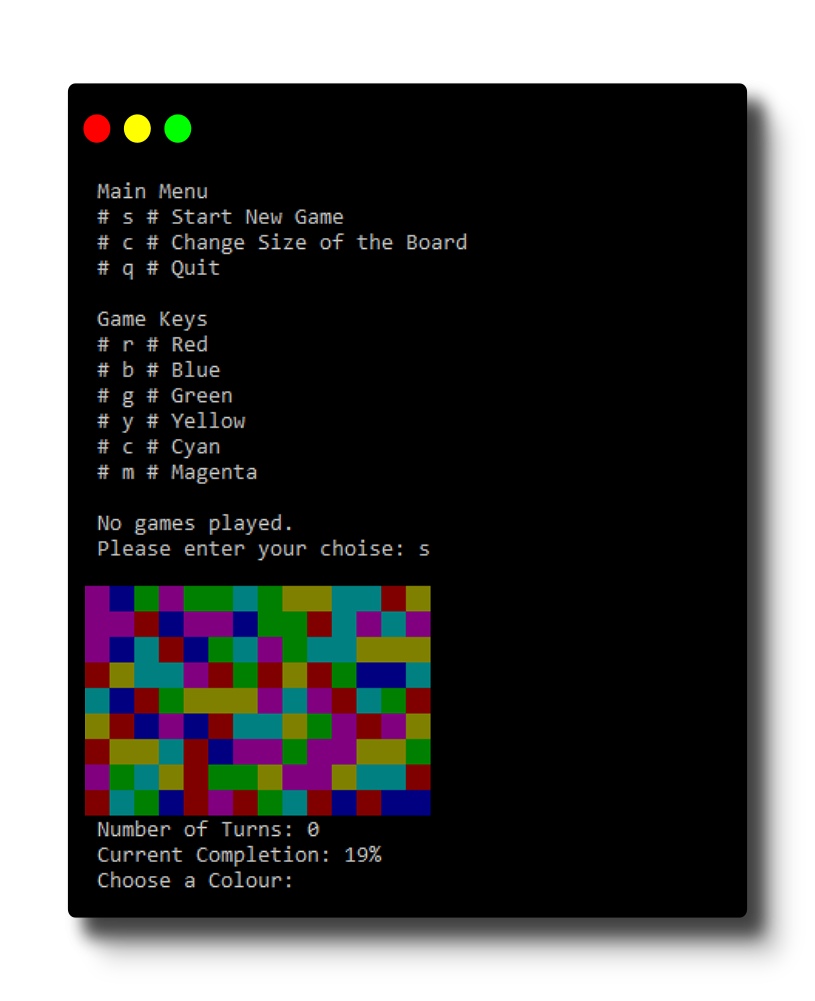 Main Menu
# s # Start New Game
# c # Change Size of the Board
# q # Quit
Game Keys
# r # Red
# b # Blue
# g # Green
# y # Yellow
# c # Cyan
# m # Magenta
No games played.
Please enter your choise: s
Number of Turns: 0
Current Completion: 19%
Choose a Colour: